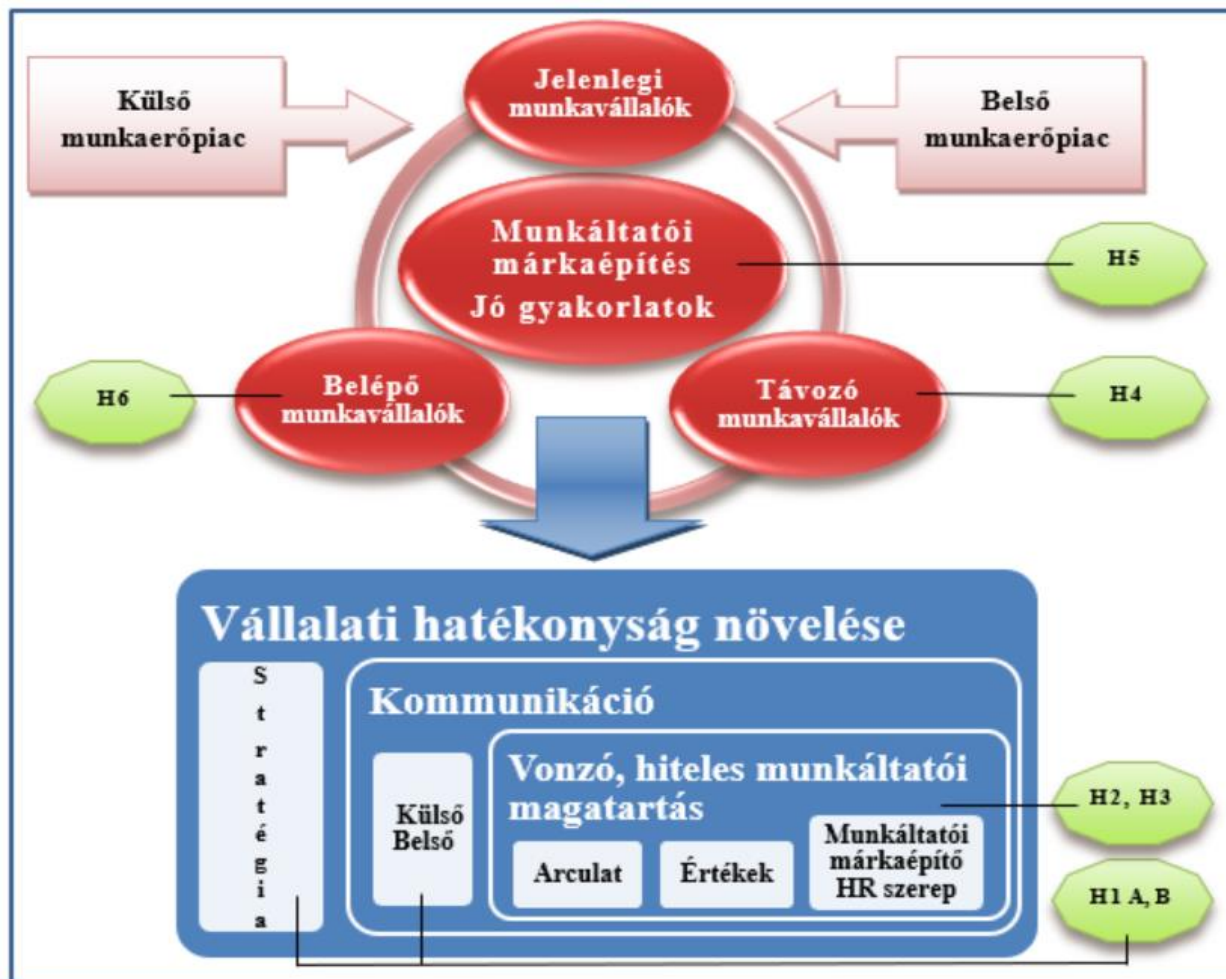 Külső
munkaerőpiac
Jelenlegi
munkavállalók
Belső
munkaerőpiac
Munkáltatói
márkaépítés
Jó gyakorlatok
H5
H6
Belépő
munkavállalók
Távozó
munkavállalók
H4
Vállalati hatékonyság növelése
S
t
r
a
t
é
g
i
a
Kommunikáció
Külső
Belső
Vonzó, hiteles munkáltatói
magatartás
Arculat
Értékek
Munkáltatói
márkaépítő
HR szerep
H2, H3
H1 A, B